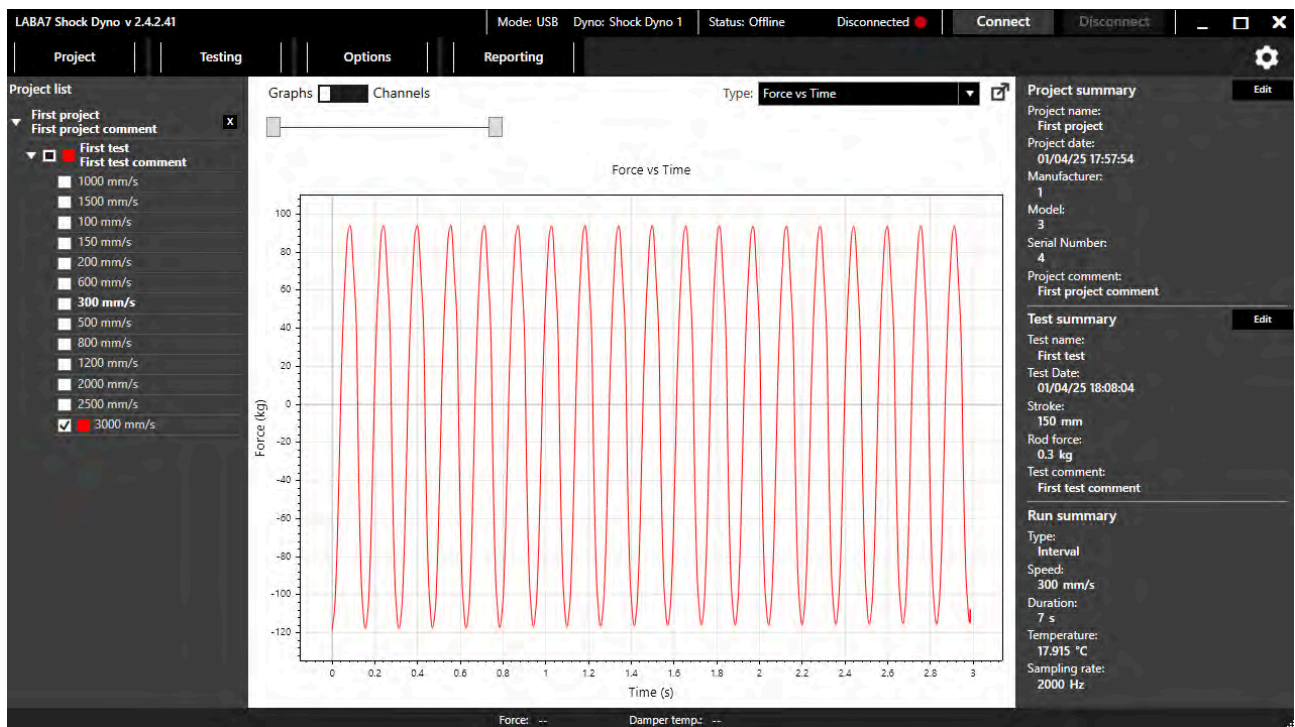 LABA7 Shock Dyno v 2.4.2.41
Mode: USB Dyno: Shock Dyno 1 Status: Offline Disconnected Connect Disconnect
Project Testing Options Reporting
Project list
First project
First project comment
X
First test
First test comment
1000 mm/s
1500 mm/s
100 mm/s
150 mm/s
200 mm/s
600 mm/s
300 mm/s
500 mm/s
800 mm/s
1200 mm/s
2000 mm/s
2500 mm/s
3000 mm/s
Graphs Channels
Type: Force vs Time
Force vs Time
100
80
60
40
20
0
-20
-40
-60
-80
-100
-120
Force (kg)
0 0.2 0.4 0.6 0.8 1 1.2 1.4 1.6 1.8 2 2.2 2.4 2.6 2.8 3
Time (s)
Project summary Edit
Project name:
First project
Project date:
01/04/25 17:57:54
Manufacturer:
1
Model:
3
Serial Number:
4
Project comment:
First project comment
Test summary Edit
Test name:
First test
Test Date:
01/04/25 18:08:04
Stroke:
150 mm
Rod force:
0.3 kg
Test comment:
First test comment
Run summary
Type:
Interval
Speed:
300 mm/s
Duration:
7 s
Temperature:
17.915 °C
Sampling rate:
2000 Hz
Force: -- Damper temp.: --